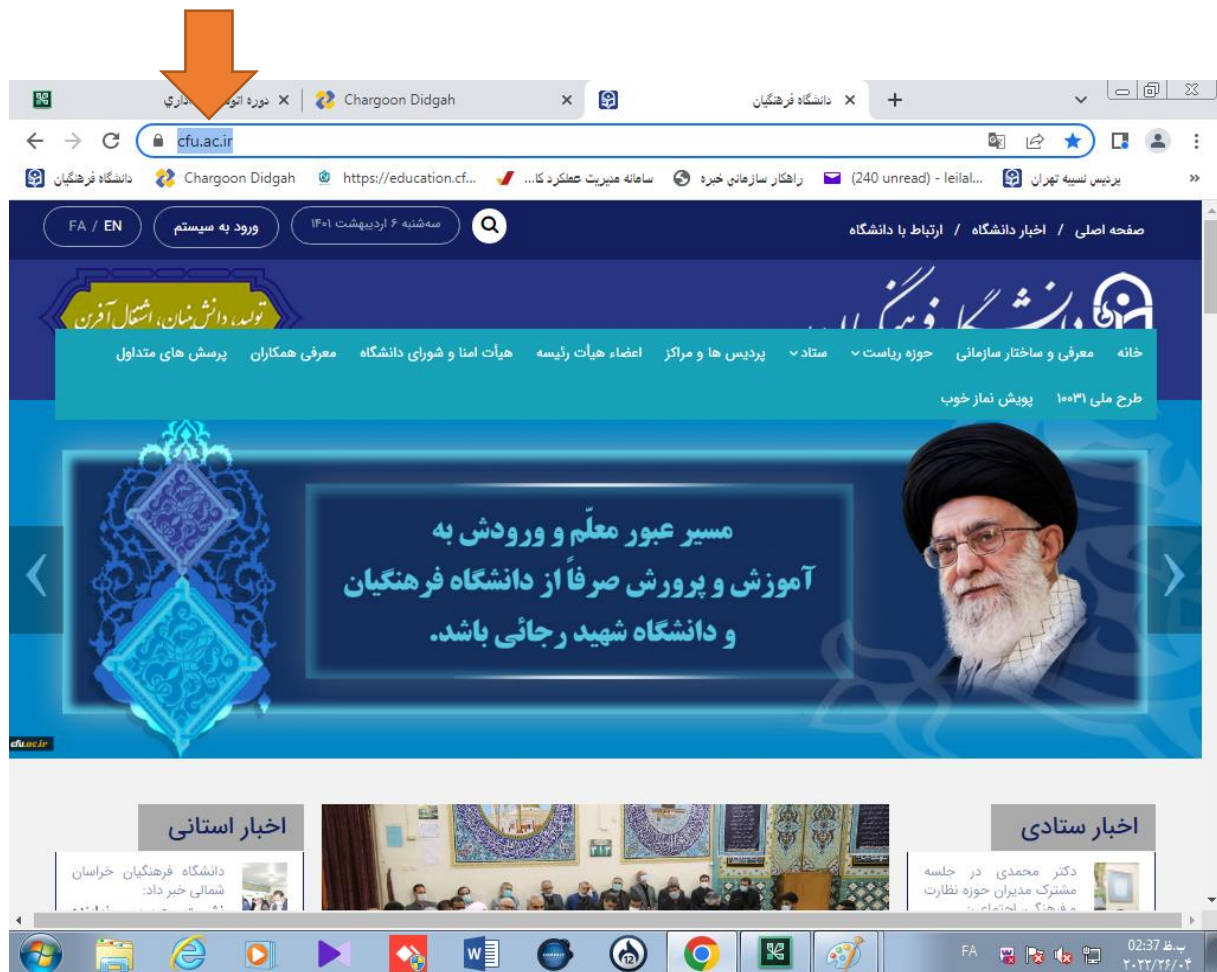 دوره اتو
اداري
Chargoon Didgah
دانشگاه فرهنگیان
cfu.ac.ir
دانشگاه فرهنگیان
Chargoon Didgah
https://education.cf...
سامانه مدیریت عملکرد کا...
راهکار سازمانی خبره
(240 unread) - leilal...
پردیس نسیبه تهران
»
صفحه اصلی / اخبار دانشگاه / ارتباط با دانشگاه
سه‌شنبه ۶ اردیبهشت ۱۴۰۱
ورود به سیستم
FA / EN
تولید، دانش بنیان، اشتغال آفرین
خانه معرفی و ساختار سازمانی حوزه ریاست ستاد پردیس ها و مراکز اعضاء هیأت رئیسه هیأت امنا و شورای دانشگاه معرفی همکاران پرسش های متداول
طرح ملی ۱۰۰۳۱ پویش نماز خوب
مسیر عبور معلّم و ورودش به
آموزش و پرورش صرفاً از دانشگاه فرهنگیان
و دانشگاه شهید رجائی باشد.
cfu.ac.ir
اخبار ستادی
دکتر محمدی در جلسه
مشترک مدیران حوزه نظارت
اخبار استانی
دانشگاه فرهنگیان خراسان
شمالی خبر داد:
FA
02:37 ب.ظ
۲۰۲۲/۲۶/۰۴